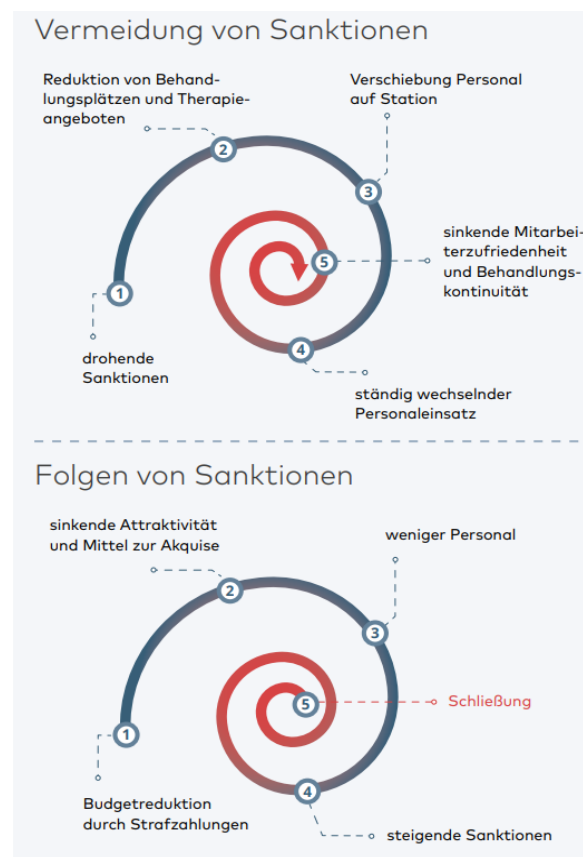 Vermeidung von Sanktionen
Reduktion von Behand-
lungsplätzen und Therapie-
angeboten
Verschiebung Personal
auf Station
2
3
sinkende Mitarbei-
terzufriedenheit
und Behandlungs-
kontinuität
5
1
4
drohende
Sanktionen
ständig wechselnder
Personaleinsatz
Folgen von Sanktionen
sinkende Attraktivität
und Mittel zur Akquise
weniger Personal
2
3
5
Schließung
1
4
Budgetreduktion
durch Strafzahlungen
steigende Sanktionen